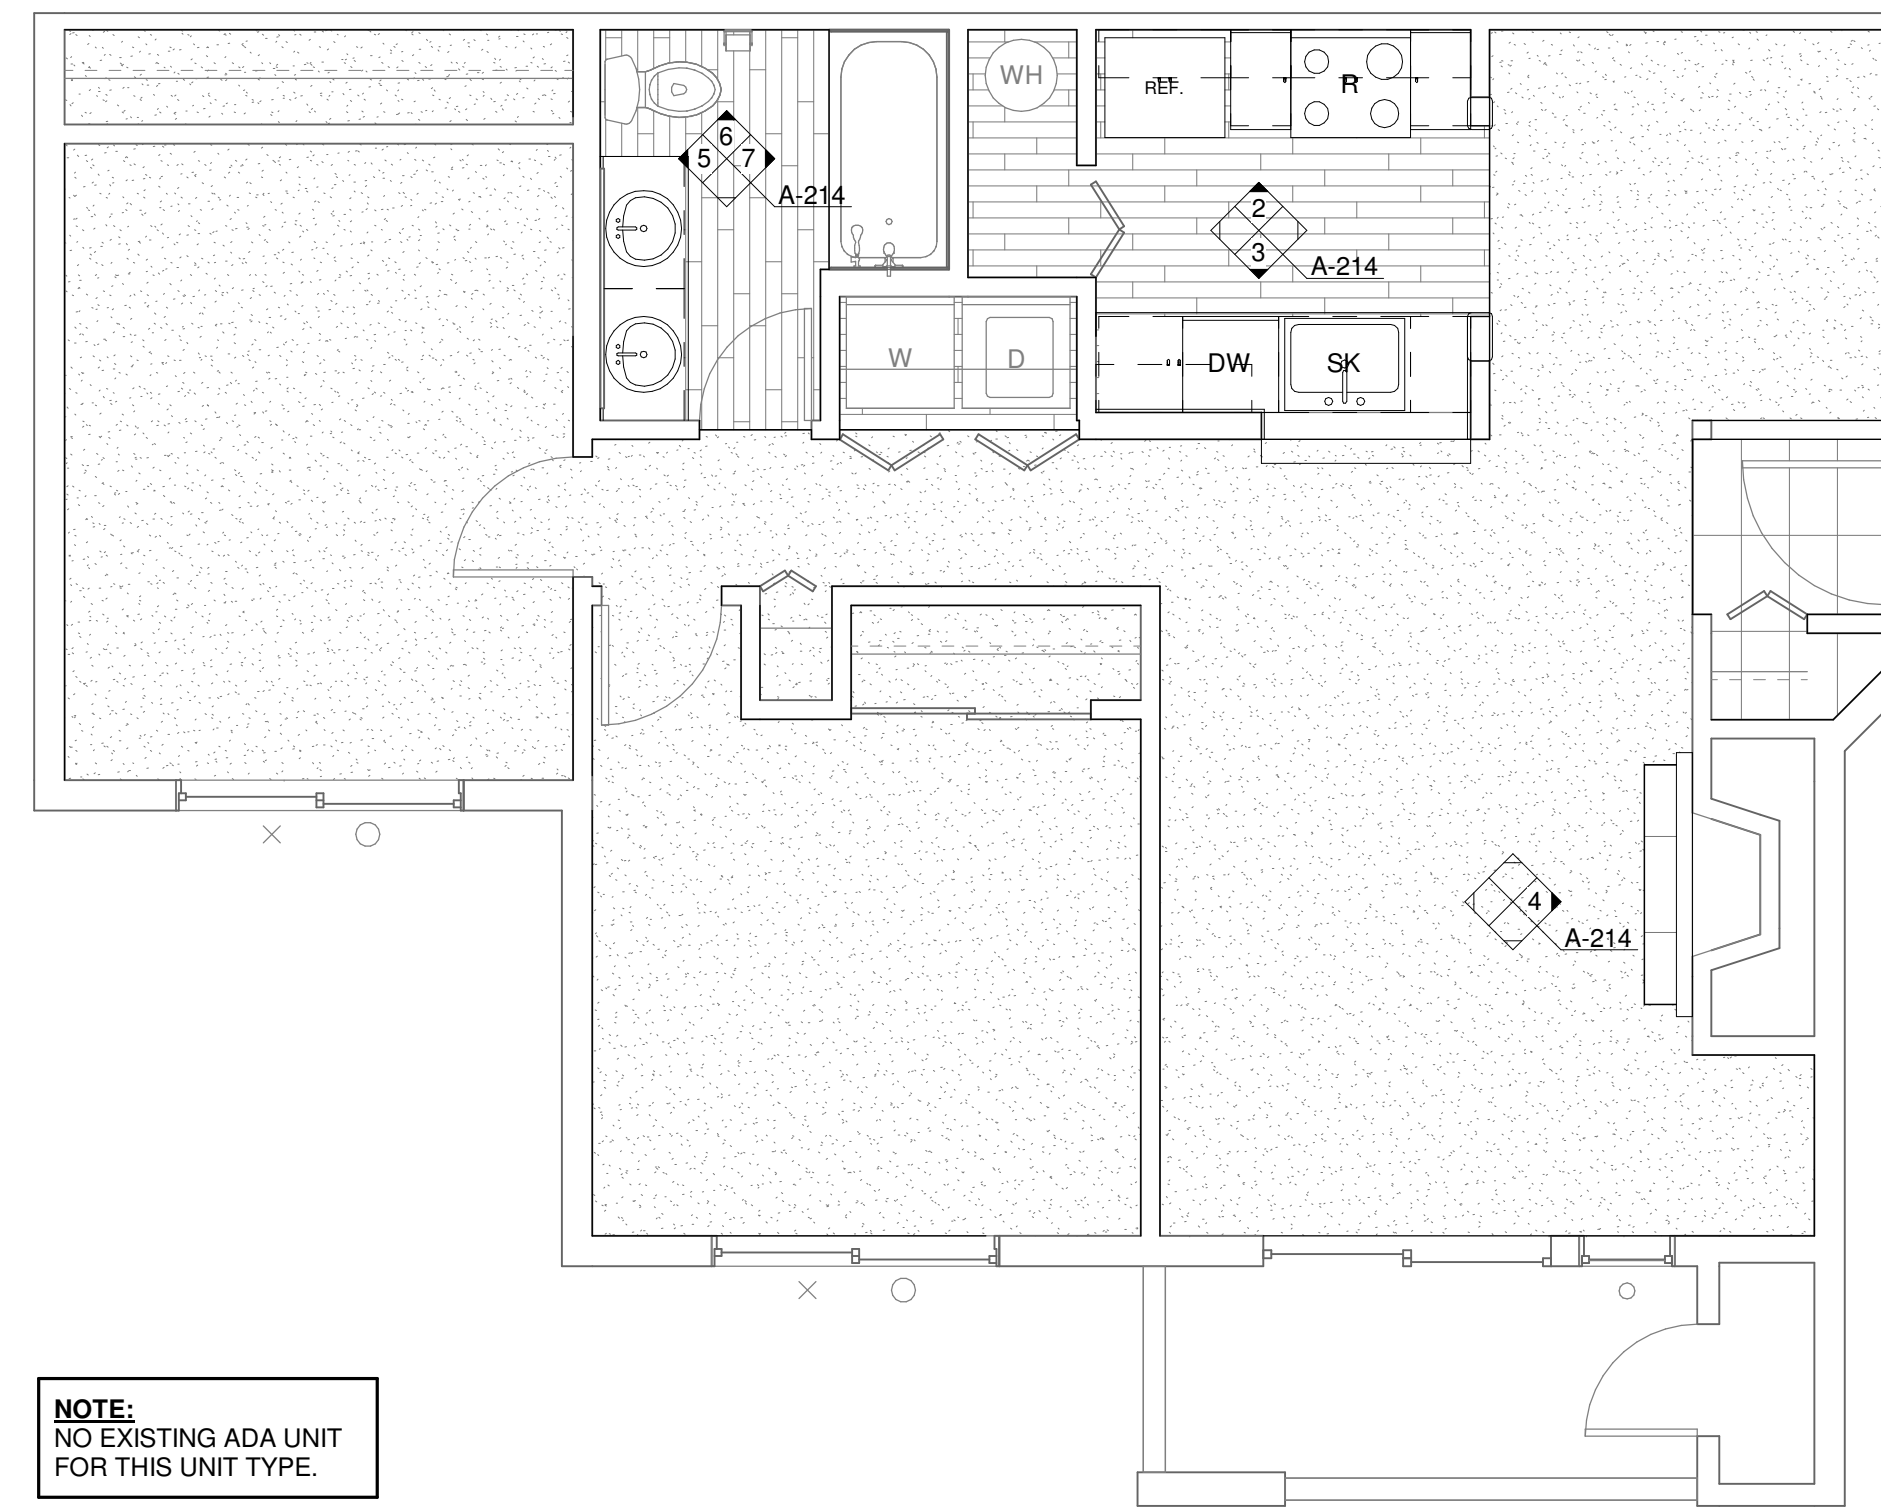 WH
REF.
R
6
5 7
A-214
2
3
A-214
W
D
DW
SK
4
A-214
NOTE:
NO EXISTING ADA UNIT
FOR THIS UNIT TYPE.